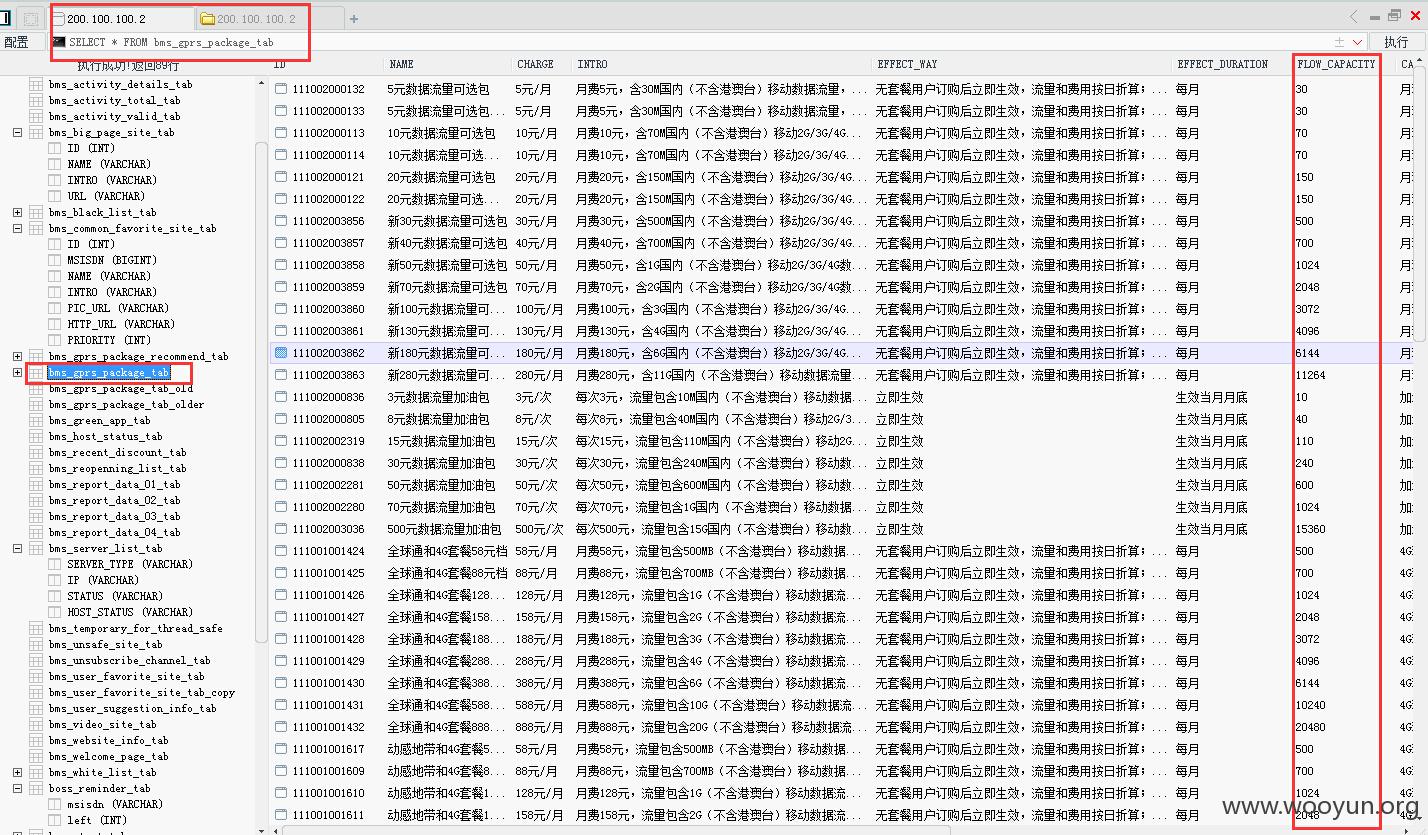 200.100.100.2
200.100.100.2
配置
SELECT * FROM bms_gprs_package_tab
执行
执行成功!返回89行
bms_activity_details_tab
bms_activity_total_tab
bms_activity_valid_tab
bms_big_page_site_tab
ID (INT)
NAME (VARCHAR)
INTRO (VARCHAR)
URL (VARCHAR)
bms_black_list_tab
bms_common_favorite_site_tab
ID (INT)
MSISDN (BIGINT)
NAME (VARCHAR)
INTRO (VARCHAR)
PIC_URL (VARCHAR)
HTTP_URL (VARCHAR)
PRIORITY (INT)
bms_gprs_package_recommend_tab
bms_gprs_package_tab
bms_gprs_package_tab_old
bms_gprs_package_tab_older
bms_green_app_tab
bms_host_status_tab
bms_recent_discount_tab
bms_reopenning_list_tab
bms_report_data_01_tab
bms_report_data_02_tab
bms_report_data_03_tab
bms_report_data_04_tab
bms_server_list_tab
SERVER_TYPE (VARCHAR)
IP (VARCHAR)
STATUS (VARCHAR)
HOST_STATUS (VARCHAR)
bms_temporary_for_thread_safe
bms_unsafe_site_tab
bms_unsubscribe_channel_tab
bms_user_favorite_site_tab
bms_user_favorite_site_tab_copy
bms_user_suggestion_info_tab
bms_video_site_tab
bms_website_info_tab
bms_welcome_page_tab
bms_white_list_tab
boss_reminder_tab
msisdn (VARCHAR)
left (INT)
ID NAME CHARGE INTRO EFFECT_WAY EFFECT_DURATION FLOW_CAPACITY CA
111002000132 5元数据流量可选包 5元/月 月费5元，含30M国内（不含港澳台）移动数据流量，... 无套餐用户订购后立即生效，流量和费用按日折算；... 每月 30 月
111002000133 5元数据流量可选... 5元/月 月费5元，含30M国内（不含港澳台）移动数据流量，... 无套餐用户订购后立即生效，流量和费用按日折算；... 每月 30 月
111002000113 10元数据流量可选包 10元/月 月费10元，含70M国内（不含港澳台）移动2G/3G/4G... 无套餐用户订购后立即生效，流量和费用按日折算；... 每月 70 月
111002000114 10元数据流量可选... 10元/月 月费10元，含70M国内（不含港澳台）移动2G/3G/4G... 无套餐用户订购后立即生效，流量和费用按日折算；... 每月 70 月
111002000121 20元数据流量可选包 20元/月 月费20元，含150M国内（不含港澳台）移动2G/3G/4... 无套餐用户订购后立即生效，流量和费用按日折算；... 每月 150 月
111002000122 20元数据流量可选... 20元/月 月费20元，含150M国内（不含港澳台）移动2G/3G/4... 无套餐用户订购后立即生效，流量和费用按日折算；... 每月 150 月
111002003856 新30元数据流量可选包 30元/月 月费30元，含500M国内（不含港澳台）移动2G/3G/4... 无套餐用户订购后立即生效，流量和费用按日折算；... 每月 500 月
111002003857 新40元数据流量可选包 40元/月 月费40元，含700M国内（不含港澳台）移动2G/3G/4... 无套餐用户订购后立即生效，流量和费用按日折算；... 每月 700 月
111002003858 新50元数据流量可选包 50元/月 月费50元，含1G国内（不含港澳台）移动2G/3G/4G数... 无套餐用户订购后立即生效，流量和费用按日折算；... 每月 1024 月
111002003859 新70元数据流量可选包 70元/月 月费70元，含2G国内（不含港澳台）移动2G/3G/4G数... 无套餐用户订购后立即生效，流量和费用按日折算；... 每月 2048 月
111002003860 新100元数据流量可... 100元/月 月费100元，含3G国内（不含港澳台）移动2G/3G/4G... 无套餐用户订购后立即生效，流量和费用按日折算；... 每月 3072 月
111002003861 新130元数据流量可... 130元/月 月费130元，含4G国内（不含港澳台）移动2G/3G/4G... 无套餐用户订购后立即生效，流量和费用按日折算；... 每月 4096 月
111002003862 新180元数据流量可... 180元/月 月费180元，含6G国内（不含港澳台）移动2G/3G/4G... 无套餐用户订购后立即生效，流量和费用按日折算；... 每月 6144 月
111002003863 新280元数据流量可... 280元/月 月费280元，含11G国内（不含港澳台）移动数据流量... 无套餐用户订购后立即生效，流量和费用按日折算；... 每月 11264 月
111002000836 3元数据流量加油包 3元/次 每次3元，流量包含10M国内（不含港澳台）移动数据... 立即生效 生效当月月底 10 加
111002000805 8元数据流量加油包 8元/次 每次8元，流量包含40M国内（不含港澳台）移动2G/3... 立即生效 生效当月月底 40 加
111002002319 15元数据流量加油包 15元/次 每次15元，流量包含110M国内（不含港澳台）移动2G... 立即生效 生效当月月底 110 加
111002000838 30元数据流量加油包 30元/次 每次30元，流量包含240M国内（不含港澳台）移动数... 立即生效 生效当月月底 240 加
111002002281 50元数据流量加油包 50元/次 每次50元，流量包含600M国内（不含港澳台）移动数... 立即生效 生效当月月底 600 加
111002002280 70元数据流量加油包 70元/次 每次70元，流量包含1G国内（不含港澳台）移动数据... 立即生效 生效当月月底 1024 加
111002003036 500元数据流量加油包 500元/次 每次500元，流量包含15G国内（不含港澳台）移动数... 立即生效 生效当月月底 15360 加
111001001424 全球通和4G套餐58元档 58元/月 月费58元，流量包含500MB（不含港澳台）移动数据... 无套餐用户订购后立即生效，流量和费用按日折算；... 每月 500 4G
111001001425 全球通和4G套餐88元档 88元/月 月费88元，流量包含700MB（不含港澳台）移动数据... 无套餐用户订购后立即生效，流量和费用按日折算；... 每月 700 4G
111001001426 全球通和4G套餐128... 128元/月 月费128元，流量包含1G（不含港澳台）移动数据流... 无套餐用户订购后立即生效，流量和费用按日折算；... 每月 1024 4G
111001001427 全球通和4G套餐158... 158元/月 月费158元，流量包含2G（不含港澳台）移动数据流... 无套餐用户订购后立即生效，流量和费用按日折算；... 每月 2048 4G
111001001428 全球通和4G套餐188... 188元/月 月费188元，流量包含3G（不含港澳台）移动数据流... 无套餐用户订购后立即生效，流量和费用按日折算；... 每月 3072 4G
111001001429 全球通和4G套餐288... 288元/月 月费288元，流量包含4G（不含港澳台）移动数据流... 无套餐用户订购后立即生效，流量和费用按日折算；... 每月 4096 4G
111001001430 全球通和4G套餐388... 388元/月 月费388元，流量包含6G（不含港澳台）移动数据流... 无套餐用户订购后立即生效，流量和费用按日折算；... 每月 6144 4G
111001001431 全球通和4G套餐588... 588元/月 月费588元，流量包含10G（不含港澳台）移动数据流... 无套餐用户订购后立即生效，流量和费用按日折算；... 每月 10240 4G
111001001432 全球通和4G套餐888... 888元/月 月费888元，流量包含20G（不含港澳台）移动数据流... 无套餐用户订购后立即生效，流量和费用按日折算；... 每月 20480 4G
111001001617 动感地带和4G套餐5... 58元/月 月费58元，流量包含500MB（不含港澳台）移动数据... 无套餐用户订购后立即生效，流量和费用按日折算；... 每月 500 4G
111001001609 动感地带和4G套餐8... 88元/月 月费88元，流量包含700MB（不含港澳台）移动数据... 无套餐用户订购后立即生效，流量和费用按日折算；... 每月 700 4G
111001001610 动感地带和4G套餐1... 128元/月 月费128元，流量包含1G（不含港澳台）移动数据流... 无套餐用户订购后立即生效，流量和费用按日折算；... 每月 1024 4G
111001001611 动感地带和4G套餐1... 158元/月 月费158元，流量包含2G（不含港澳台）移动数据流... 无套餐用户订购后立即生效，流量和费用按日折算；... 每月 2048 4G
www.wooyun.org